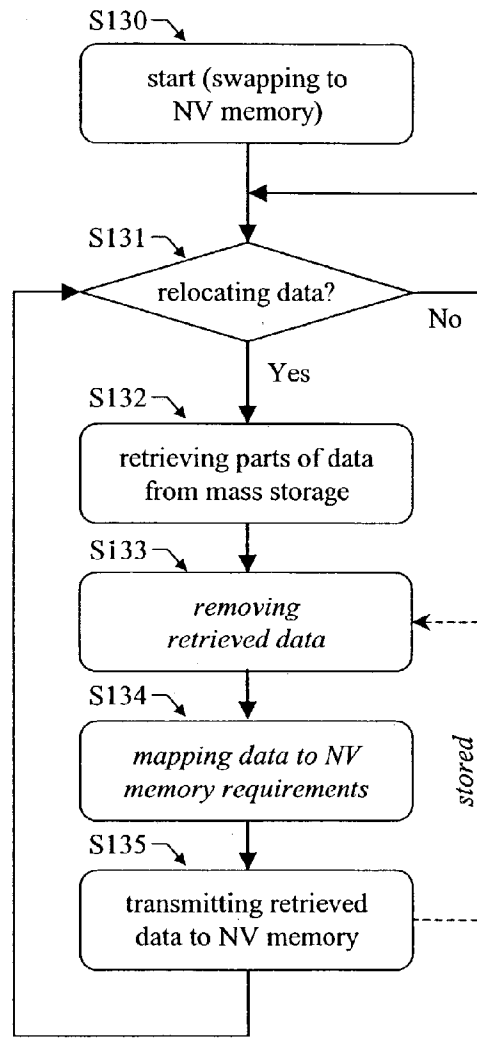 S130
start (swapping to
NV memory)
S131
relocating data?
No
Yes
S132
retrieving parts of data
from mass storage
S133
removing
retrieved data
S134
mapping data to NV
memory requirements
stored
S135
transmitting retrieved
data to NV memory